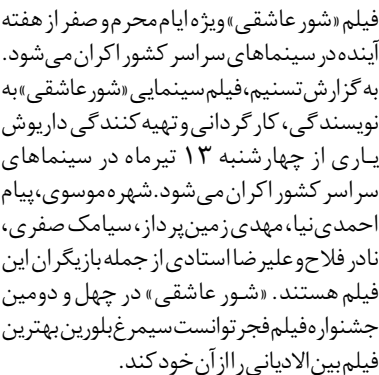 فیلم «شور عاشقی» ویژه ایام محرم و صفر از هفته
آینده در سینماهای سراسر کشور اکران می‌شود.
به گزارش تسنیم، فیلم سینمایی «شور عاشقی» به
نویسندگی، کارگردانی و تهیه‌کنندگی داریوش
یاری از چهارشنبه ۱۳ تیرماه در سینماهای
سراسر کشور اکران می‌شود. شهره موسوی، پیام
احمدی‌نیا، مهدی زمین‌پرداز، سیامک صفری،
نادر فلاح و علیرضا استادی از جمله بازیگران این
فیلم هستند. «شور عاشقی» در چهل و دومین
جشنواره فیلم فجر توانست سیمرغ بلورین بهترین
فیلم بین‌الادیانی را از آن خود کند.